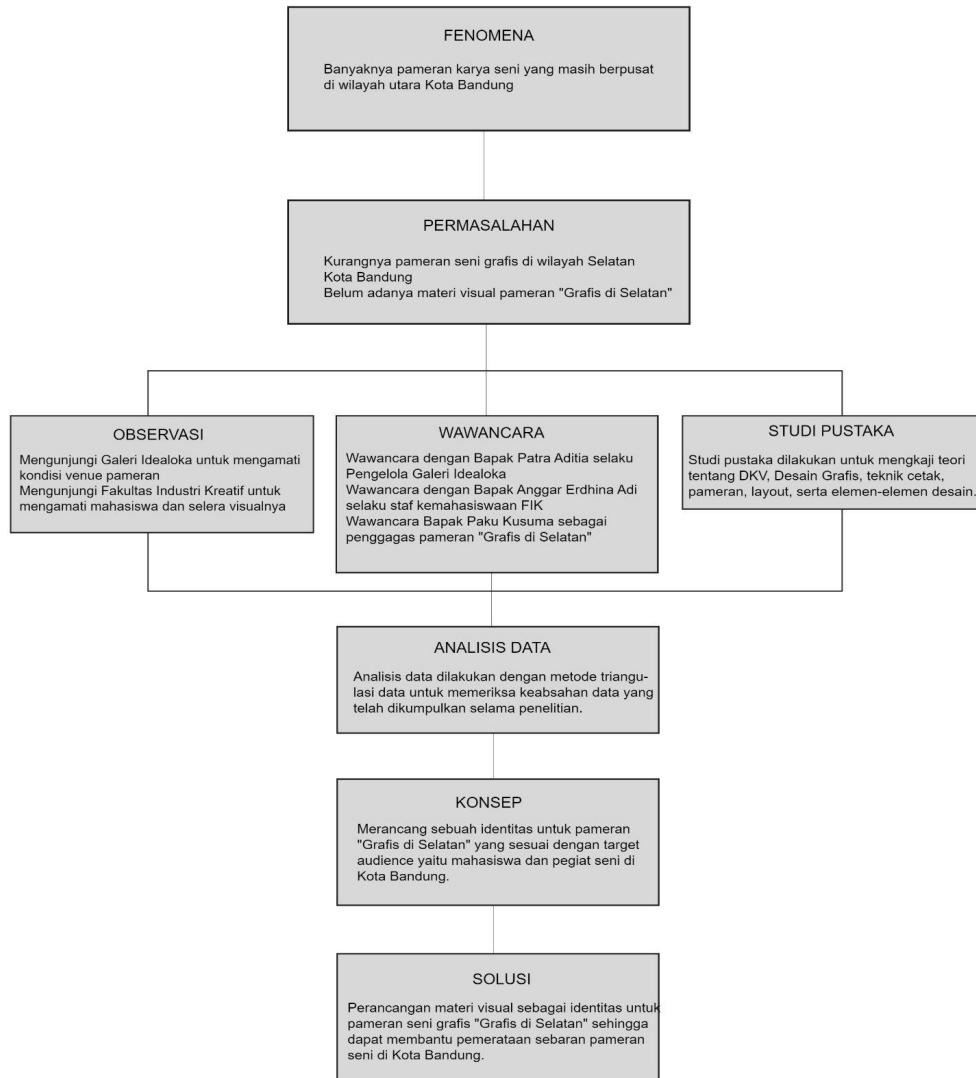 FENOMENA
Banyaknya pameran karya seni yang masih berpusat
di wilayah utara Kota Bandung
PERMASALAHAN
Kurangnya pameran seni grafis di wilayah Selatan
Kota Bandung
Belum adanya materi visual pameran "Grafis di Selatan"
OBSERVASI
Mengunjungi Galeri Idealoka untuk mengamati
kondisi venue pameran
Mengunjungi Fakultas Industri Kreatif untuk
mengamati mahasiswa dan selera visualnya
WAWANCARA
Wawancara dengan Bapak Patra Aditia selaku
Pengelola Galeri Idealoka
Wawancara dengan Bapak Anggar Erdhina Adi
selaku staf kemahasiswaan FIK
Wawancara Bapak Paku Kusuma sebagai
penggagas pameran "Grafis di Selatan"
STUDI PUSTAKA
Studi pustaka dilakukan untuk mengkaji teori
tentang DKV, Desain Grafis, teknik cetak,
pameran, layout, serta elemen-elemen desain.
ANALISIS DATA
Analisis data dilakukan dengan metode triangu-
lasi data untuk memeriksa keabsahan data yang
telah dikumpulkan selama penelitian.
KONSEP
Merancang sebuah identitas untuk pameran
"Grafis di Selatan" yang sesuai dengan target
audience yaitu mahasiswa dan pegiat seni di
Kota Bandung.
SOLUSI
Perancangan materi visual sebagai identitas untuk
pameran seni grafis "Grafis di Selatan" sehingga
dapat membantu pemerataan sebaran pameran
seni di Kota Bandung.